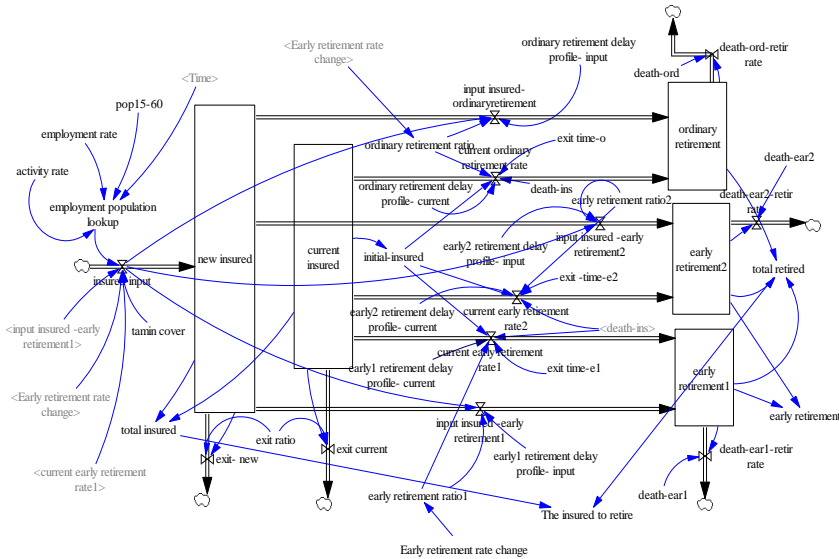 <Early retirement rate
change>
ordinary retirement delay
profile- input
death-ord
death-ord-retir
rate
<Time>
pop15-60
employment rate
activity rate
employment population
lookup
input insured-
ordinaryretirement
ordinary retirement ratio
current ordinary
retirement rate
exit time-o
ordinary
retirement
death-ear2
ordinary retirement delay
profile- current
death-ins
early retirement ratio2
death-ear2-retir
rate
new insured
current
insured
initial-insured
early2 retirement delay
profile- input
input insured -early
retirement2
early
retirement2
total retired
insured input
exit -time-e2
<input insured -early
retirement1>
tamin cover
early2 retirement delay
profile- current
current early retirement
rate2
<death-ins>
early1 retirement delay
profile- current
current early retirement
rate1
exit time-e1
early
retirement1
<Early retirement rate
change>
total insured
exit ratio
input insured -early
retirement1
early retirement
exit- new
exit current
early1 retirement delay
profile- input
death-ear1-retir
rate
<current early retirement
rate1>
early retirement ratio1
death-ear1
The insured to retire
Early retirement rate change